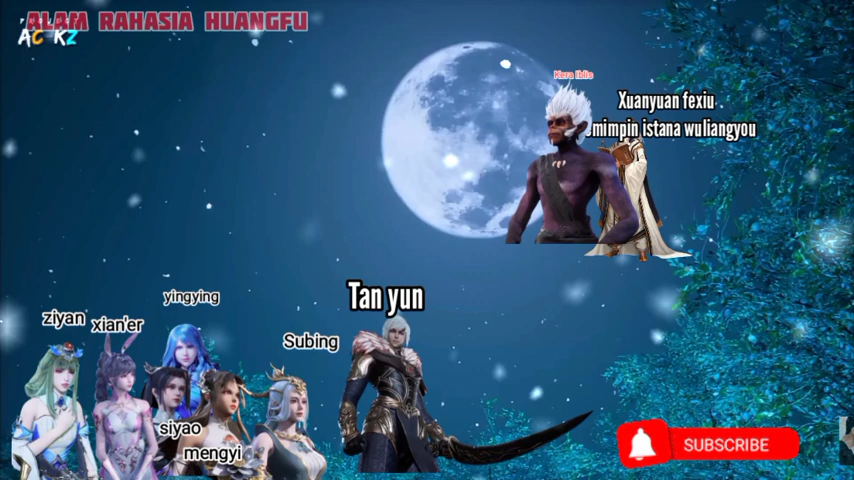 ALAM RAHASIA HUANGFU
AC KZ
Kera Iblis
Xuanyuan fexiu
mimpin istana wuliangyou
Tan yun
yingying
ziyan
xian'er
Subing
siyao
mengyi
SUBSCRIBE